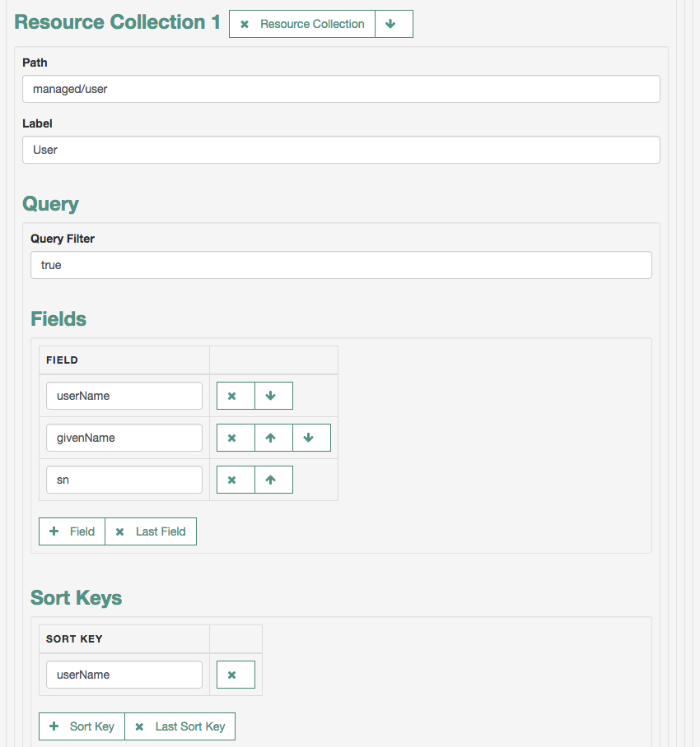 Resource Collection 1 Resource Collection
Path
managed/user
Label
User
Query
Query Filter
true
Fields
FIELD
userName
givenName
sn
Field Last Field
Sort Keys
SORT KEY
userName
Sort Key Last Sort Key